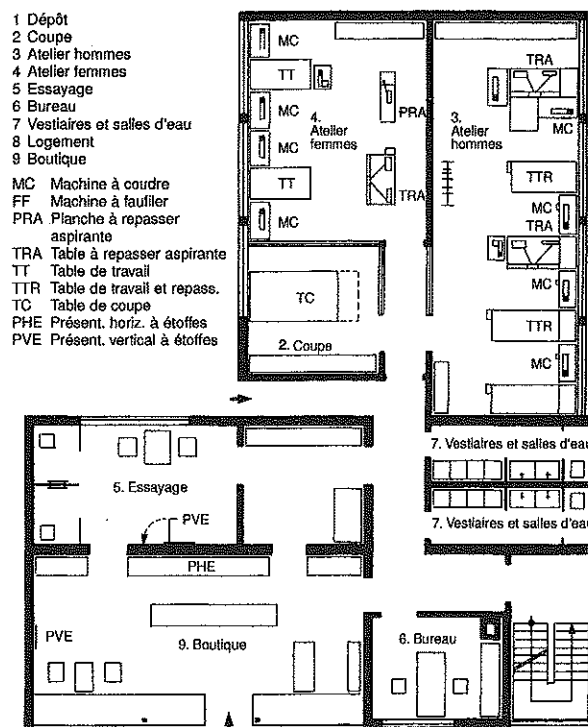 1 Dépôt
2 Coupe
3 Atelier hommes
4 Atelier femmes
5 Essayage
6 Bureau
7 Vestiaires et salles d'eau
8 Logement
9 Boutique
MC Machine à coudre
FF Machine à faufiler
PRA Planche à repasser
aspirante
TRA Table à repasser aspirante
TT Table de travail
TTR Table de travail et repass.
TC Table de coupe
PHE Présent. horiz. à étoffes
PVE Présent. vertical à étoffes
MC
TT
MC
MC
TT
MC
4.
Atelier
femmes
PRA
TRA
TRA
3.
Atelier
hommes
MC
TTR
MC
TRA
MC
TTR
MC
TC
2. Coupe
7. Vestiaires et salles d'eau
7. Vestiaires et salles d'eau
5. Essayage
PVE
PHE
PVE
9. Boutique
6. Bureau